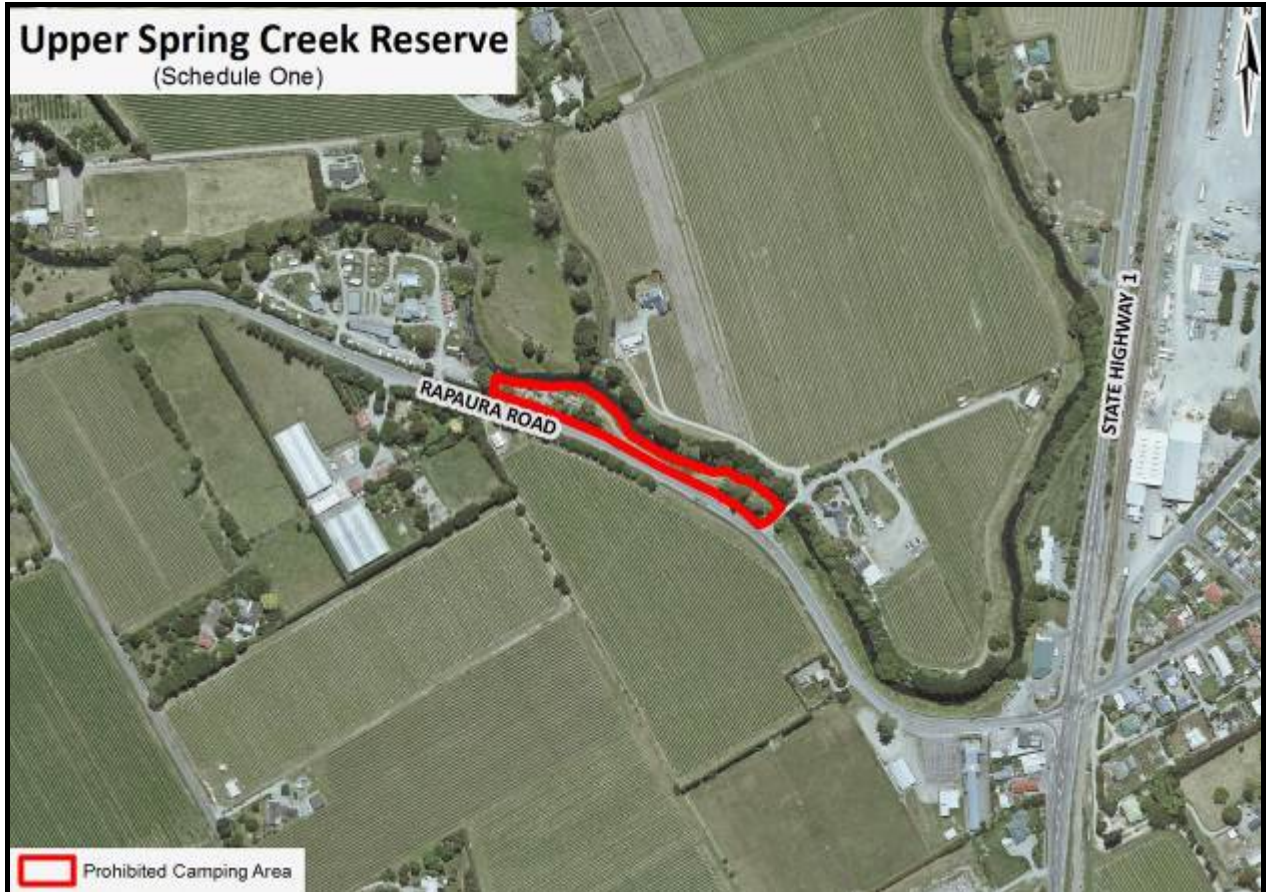 Upper Spring Creek Reserve
(Schedule One)
N
RAPAURA ROAD
STATE HIGHWAY 1
Prohibited Camping Area